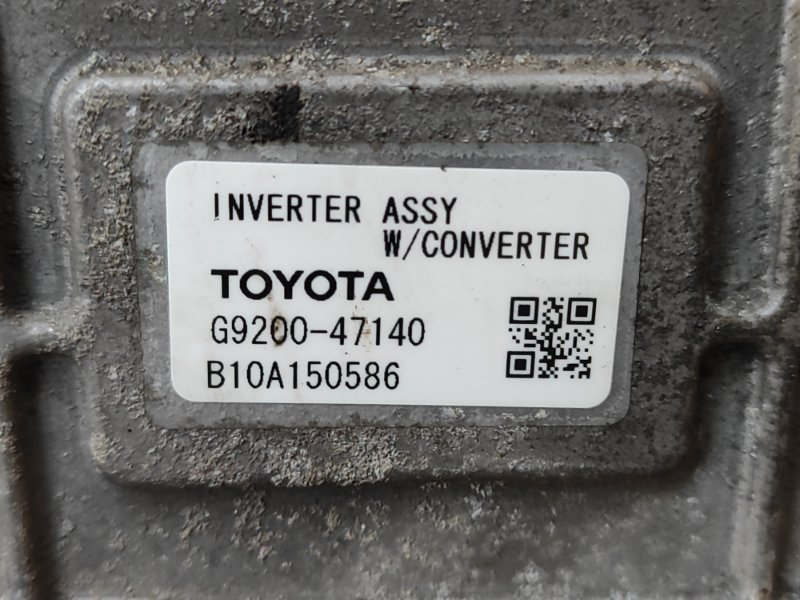 INVERTER ASSY
W/CONVERTER
TOYOTA
G9200-47140
B10A150586